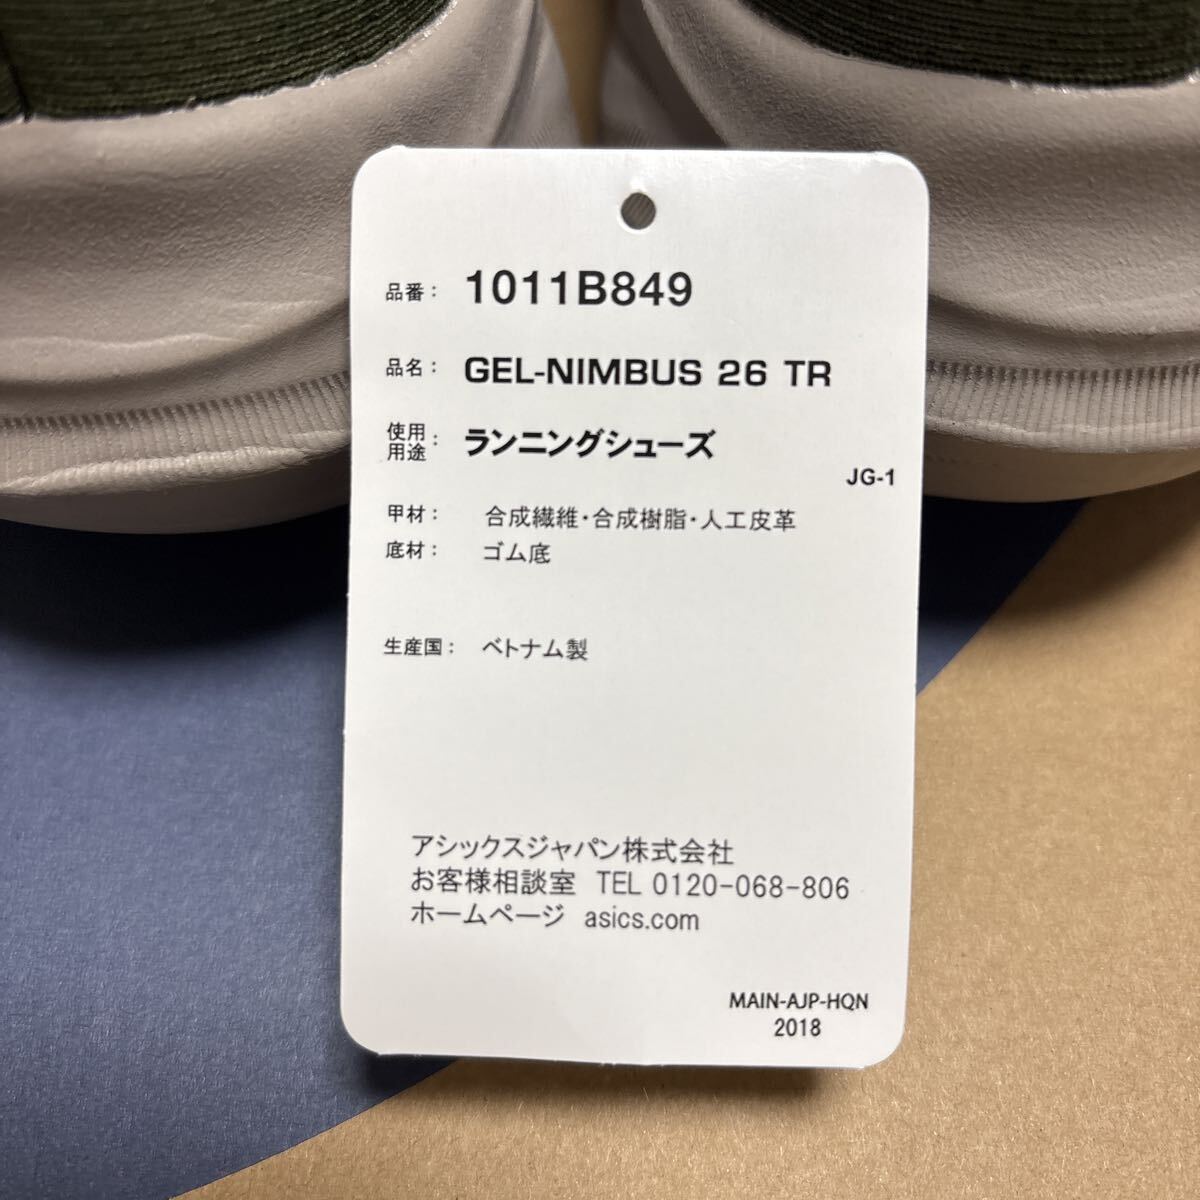 品番： 1011B849
品名： GEL-NIMBUS 26 TR
使用用途： ランニングシューズ
JG-1
甲材： 合成繊維・合成樹脂・人工皮革
底材： ゴム底
生産国： ベトナム製
アシックスジャパン株式会社
お客様相談室 TEL 0120-068-806
ホームページ asics.com
MAIN-AJP-HQN
2018